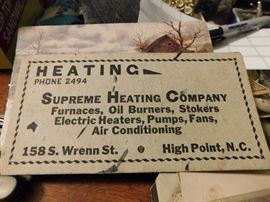 HEATING
PHONE 2494
SUPREME HEATING COMPANY
Furnaces, Oil Burners, Stokers
Electric Heaters, Pumps, Fans,
Air Conditioning
158 S. Wrenn St. High Point, N.C.